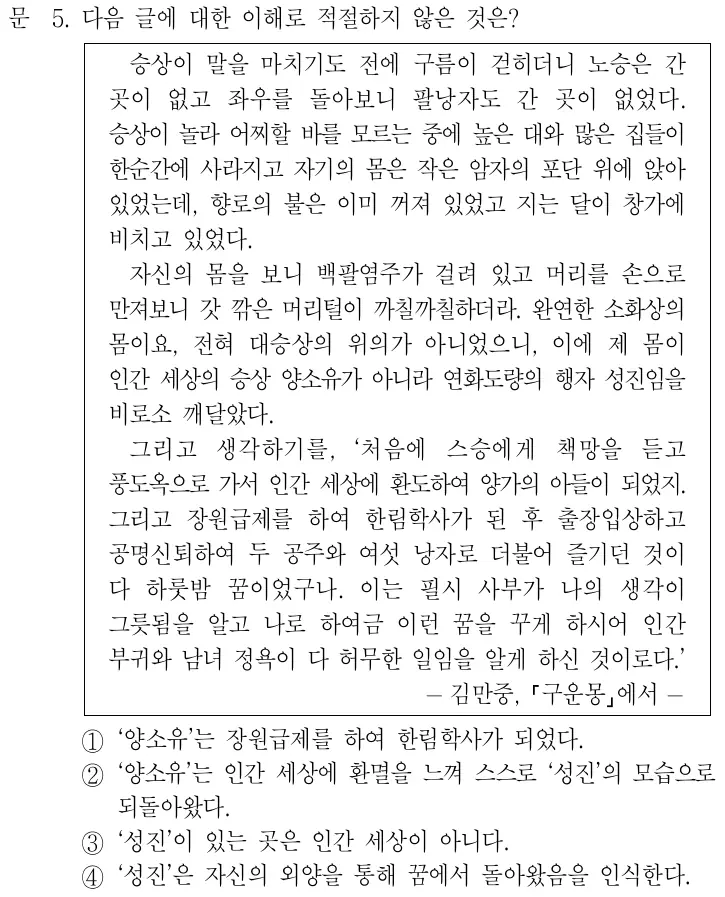 문 5. 다음 글에 대한 이해로 적절하지 않은 것은?
승상이 말을 마치기도 전에 구름이 걷히더니 노승은 간
곳이 없고 좌우를 돌아보니 팔낭자도 간 곳이 없었다.
승상이 놀라 어찌할 바를 모르는 중에 높은 대와 많은 집들이
한순간에 사라지고 자기의 몸은 작은 암자의 포단 위에 앉아
있었는데, 향로의 불은 이미 꺼져 있었고 지는 달이 창가에
비치고 있었다.
자신의 몸을 보니 백팔염주가 걸려 있고 머리를 손으로
만져보니 갓 깎은 머리털이 까칠까칠하더라. 완연한 소화상의
몸이요, 전혀 대승상의 위의가 아니었으니, 이에 제 몸이
인간 세상의 승상 양소유가 아니라 연화도량의 행자 성진임을
비로소 깨달았다.
그리고 생각하기를, ‘처음에 스승에게 책망을 듣고
풍도옥으로 가서 인간 세상에 환도하여 양가의 아들이 되었지.
그리고 장원급제를 하여 한림학사가 된 후 출장입상하고
공명신퇴하여 두 공주와 여섯 낭자로 더불어 즐기던 것이
다 하룻밤 꿈이었구나. 이는 필시 사부가 나의 생각이
그릇됨을 알고 나로 하여금 이런 꿈을 꾸게 하시어 인간
부귀와 남녀 정욕이 다 허무한 일임을 알게 하신 것이로다.’
－ 김만중, 「구운몽」에서 －
① ‘양소유’는 장원급제를 하여 한림학사가 되었다.
② ‘양소유’는 인간 세상에 환멸을 느껴 스스로 ‘성진’의 모습으로
되돌아왔다.
③ ‘성진’이 있는 곳은 인간 세상이 아니다.
④ ‘성진’은 자신의 외양을 통해 꿈에서 돌아왔음을 인식한다.